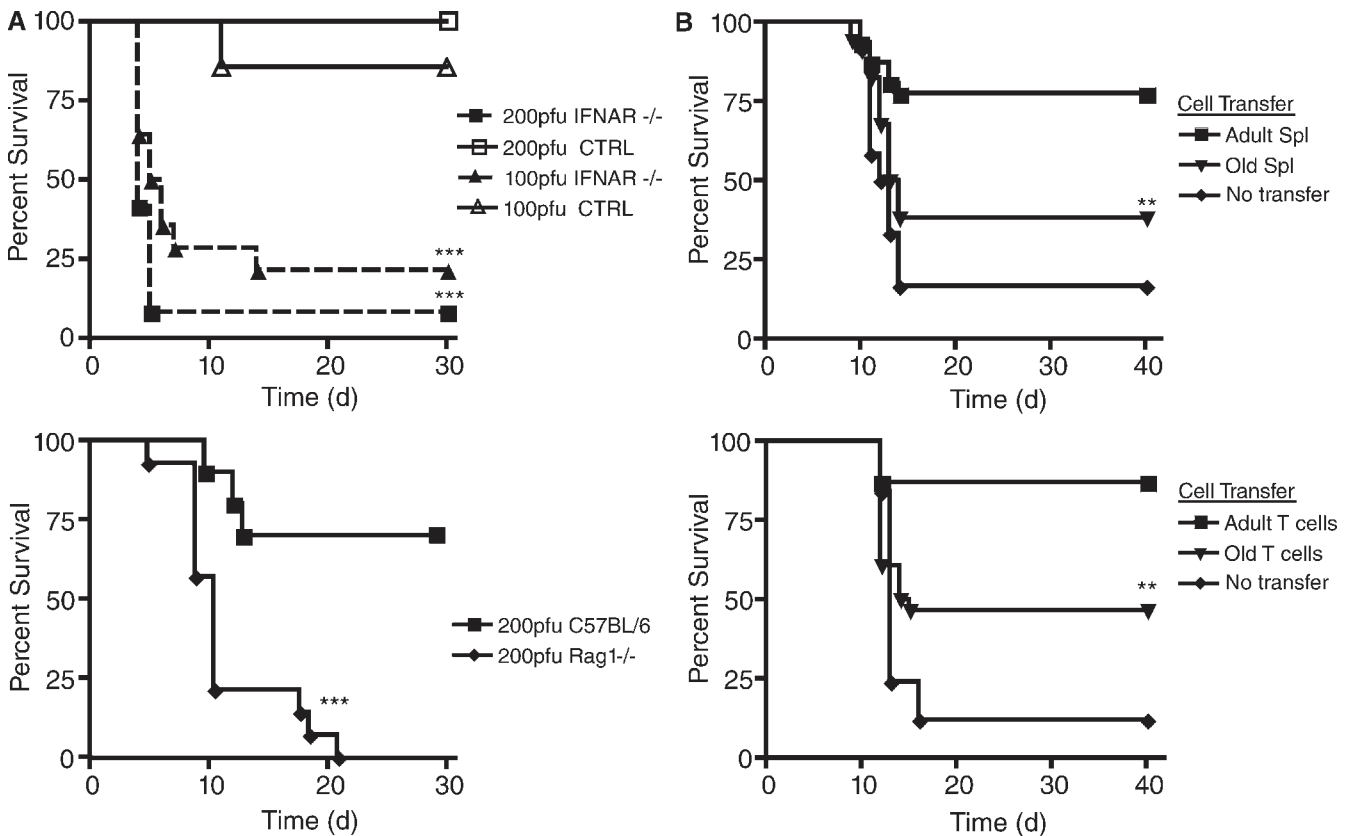 A
100
75
50
25
0
Percent Survival
0 10 20 30
Time (d)
***
***
200pfu IFNAR -/-
200pfu CTRL
100pfu IFNAR -/-
100pfu CTRL
B
100
75
50
25
0
Percent Survival
0 10 20 30 40
Time (d)
**
Cell Transfer
Adult Spl
Old Spl
No transfer
100
75
50
25
0
Percent Survival
0 10 20 30
Time (d)
***
200pfu C57BL/6
200pfu Rag1-/-
100
75
50
25
0
Percent Survival
0 10 20 30 40
Time (d)
**
Cell Transfer
Adult T cells
Old T cells
No transfer